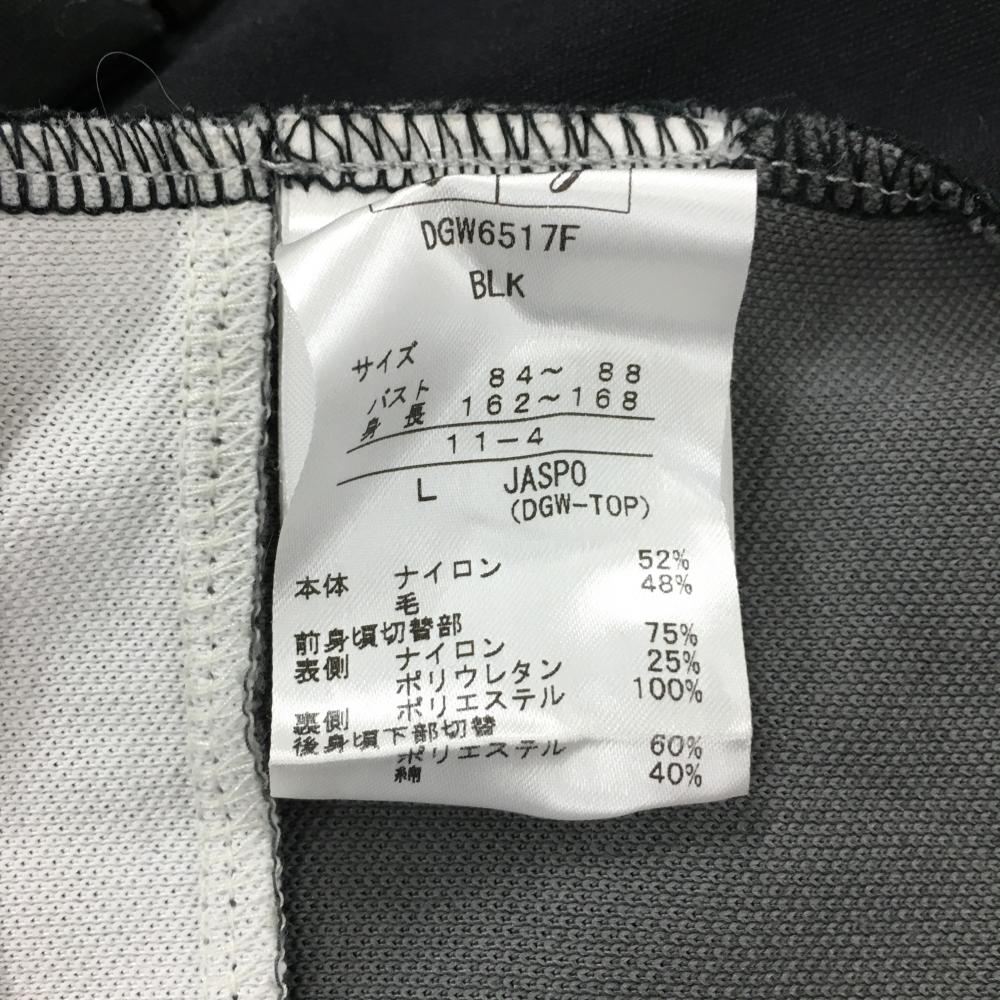 DGW6517F
BLK
サイズ
バスト 84～ 88
身長 162～168
11-4
L JASPO
(DGW-TOP)
本体 ナイロン 52%
毛 48%
前身頃切替部
表側 ナイロン 75%
ポリウレタン 25%
裏側 ポリエステル 100%
後身頃下部切替
ポリエステル 60%
綿 40%